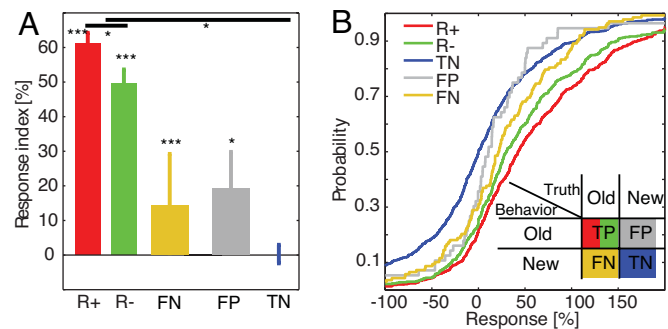 A
Response index [%]
60
50
40
30
20
10
0
***
*
*
***
*
R+
R-
FN
FP
TN
B
Probability
0.9
0.7
0.5
0.3
0.1
R+
R-
TN
FP
FN
Truth
Behavior
Old New
Old TP FP
New FN TN
-100 -50 0 50 100 150
Response [%]